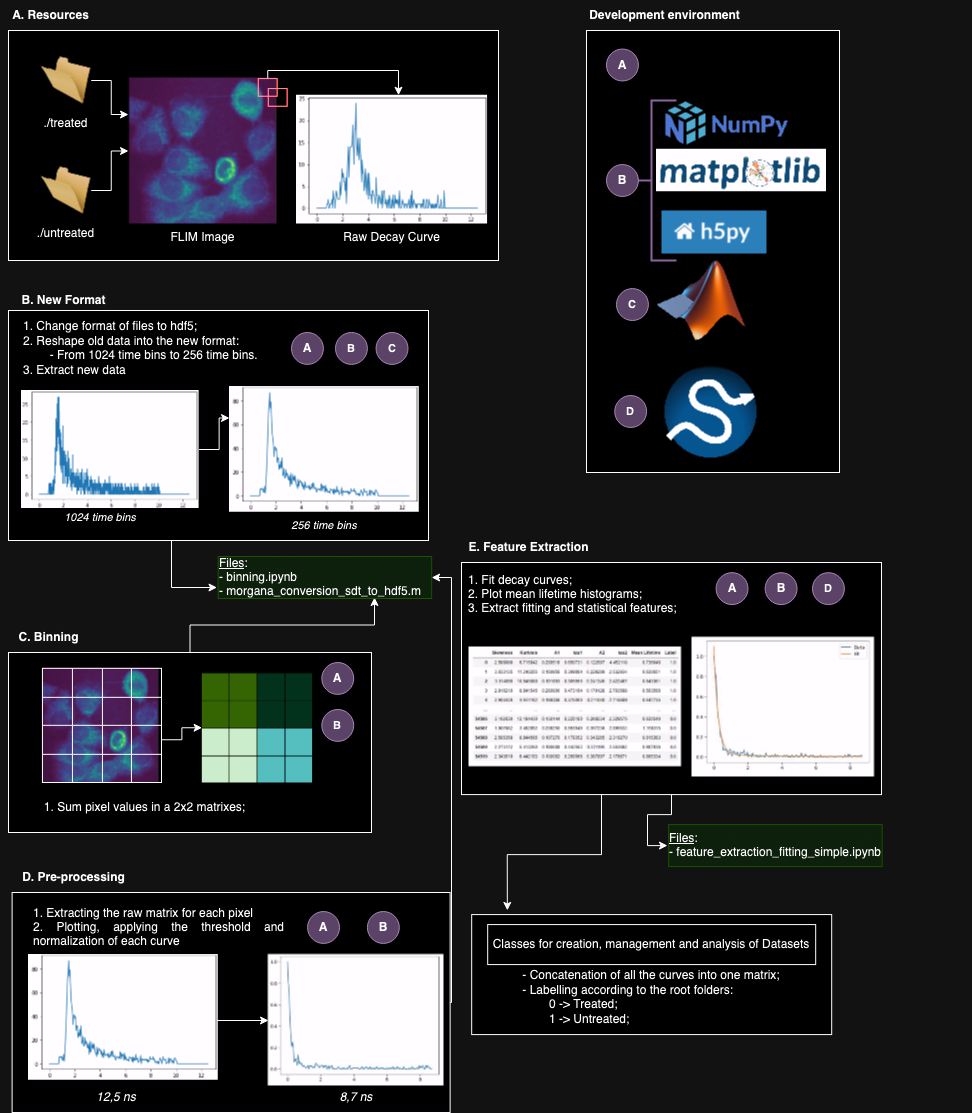 A. Resources
Development environment
./treated
./untreated
FLIM Image
Raw Decay Curve
A
NumPy
matplotlib
B
h5py
C
D
B. New Format
1. Change format of files to hdf5;
2. Reshape old data into the new format:
- From 1024 time bins to 256 time bins.
3. Extract new data
A
B
C
1024 time bins
256 time bins
Files:
- binning.ipynb
- morgana_conversion_sdt_to_hdf5.m
C. Binning
A
B
1. Sum pixel values in a 2x2 matrixes;
D. Pre-processing
1. Extracting the raw matrix for each pixel
2. Plotting, applying the threshold and
normalization of each curve
A
B
12,5 ns
8,7 ns
E. Feature Extraction
1. Fit decay curves;
2. Plot mean lifetime histograms;
3. Extract fitting and statistical features;
A
B
D
Files:
- feature_extraction_fitting_simple.ipynb
Classes for creation, management and analysis of Datasets
- Concatenation of all the curves into one matrix;
- Labelling according to the root folders:
0 -> Treated;
1 -> Untreated;